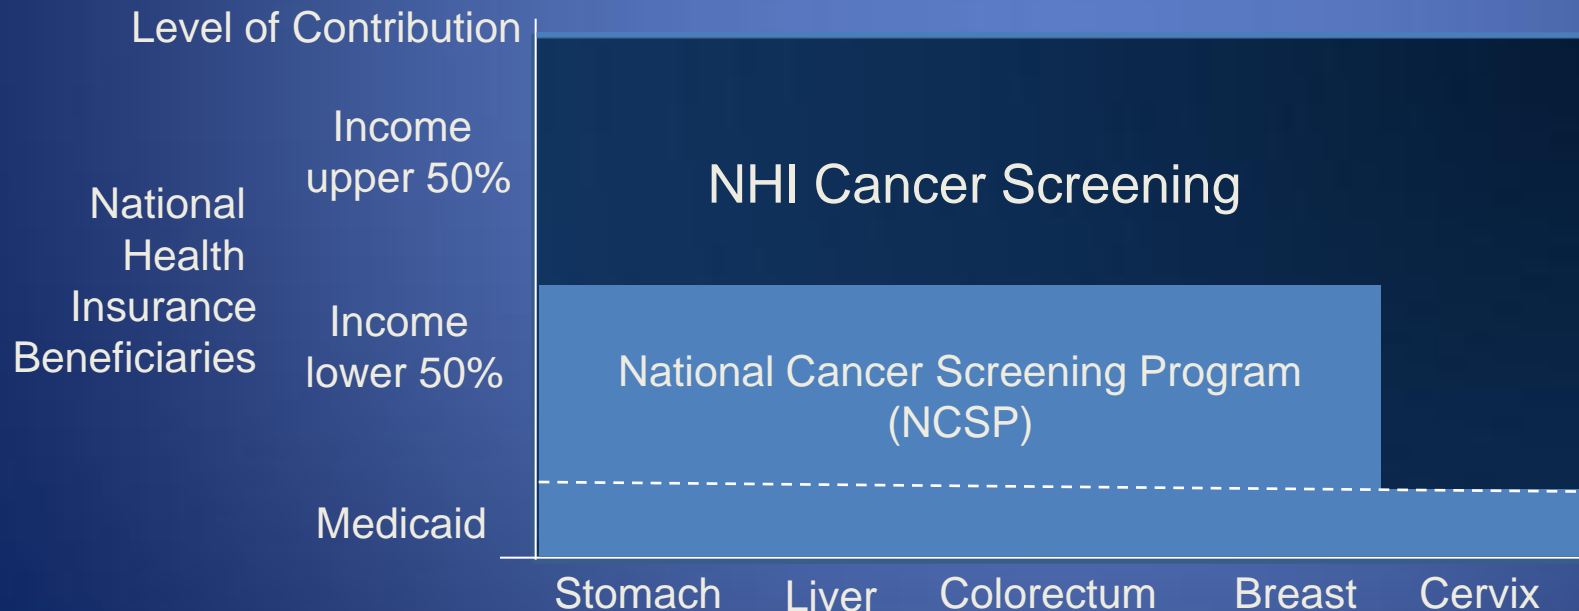 Level of Contribution
Income
upper 50%
NHI Cancer Screening
National
Health
Insurance
Beneficiaries
Income
lower 50%
National Cancer Screening Program
(NCSP)
Medicaid
Stomach Liver Colorectum Breast Cervix